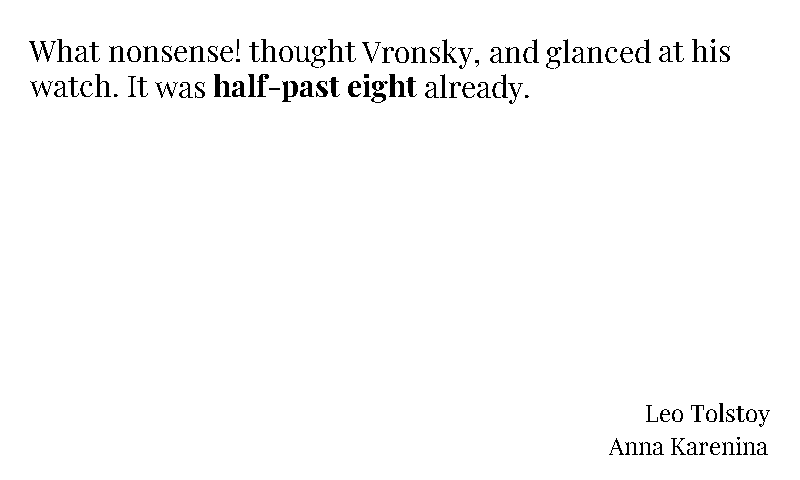 What nonsense! thought Vronsky, and glanced at his
watch. It was half-past eight already.
Leo Tolstoy
Anna Karenina